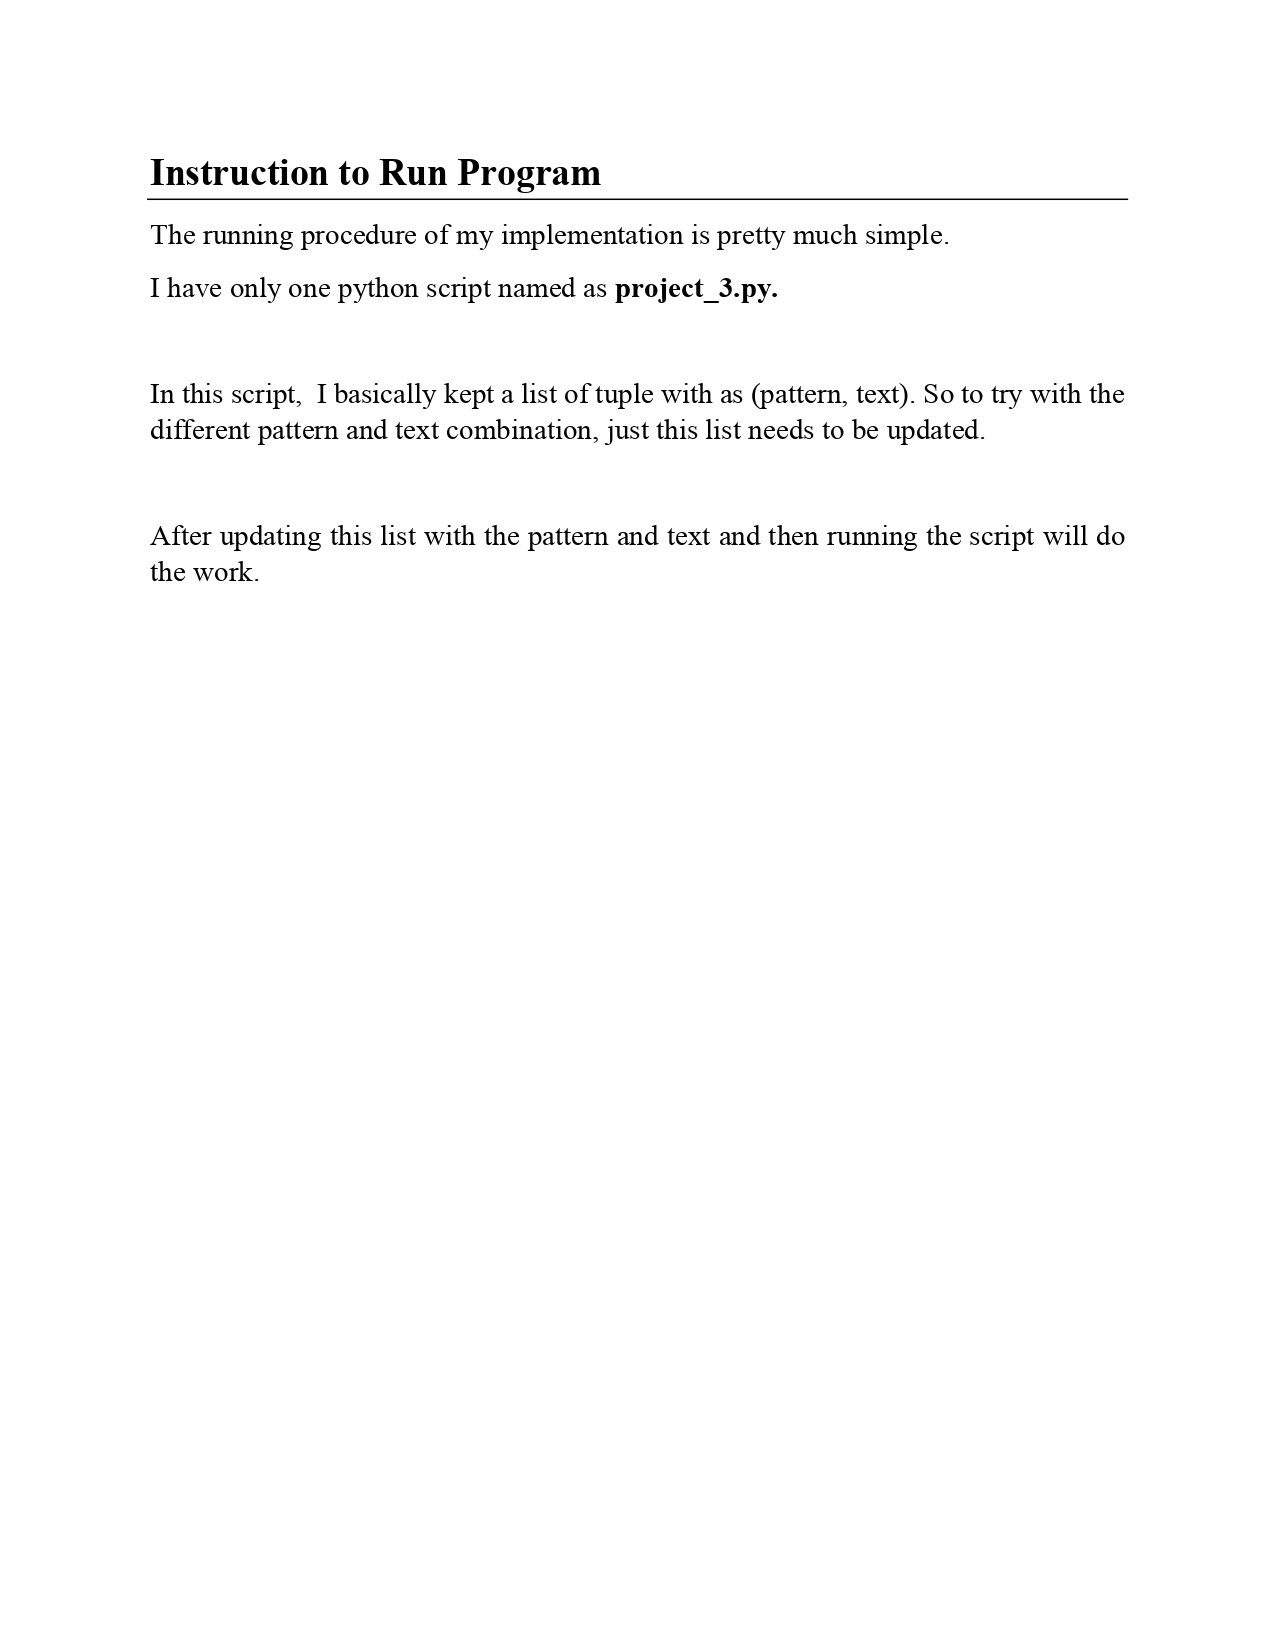 Instruction to Run Program
The running procedure of my implementation is pretty much simple.
I have only one python script named as project_3.py.
In this script,  I basically kept a list of tuple with as (pattern, text). So to try with the
different pattern and text combination, just this list needs to be updated.
After updating this list with the pattern and text and then running the script will do
the work.